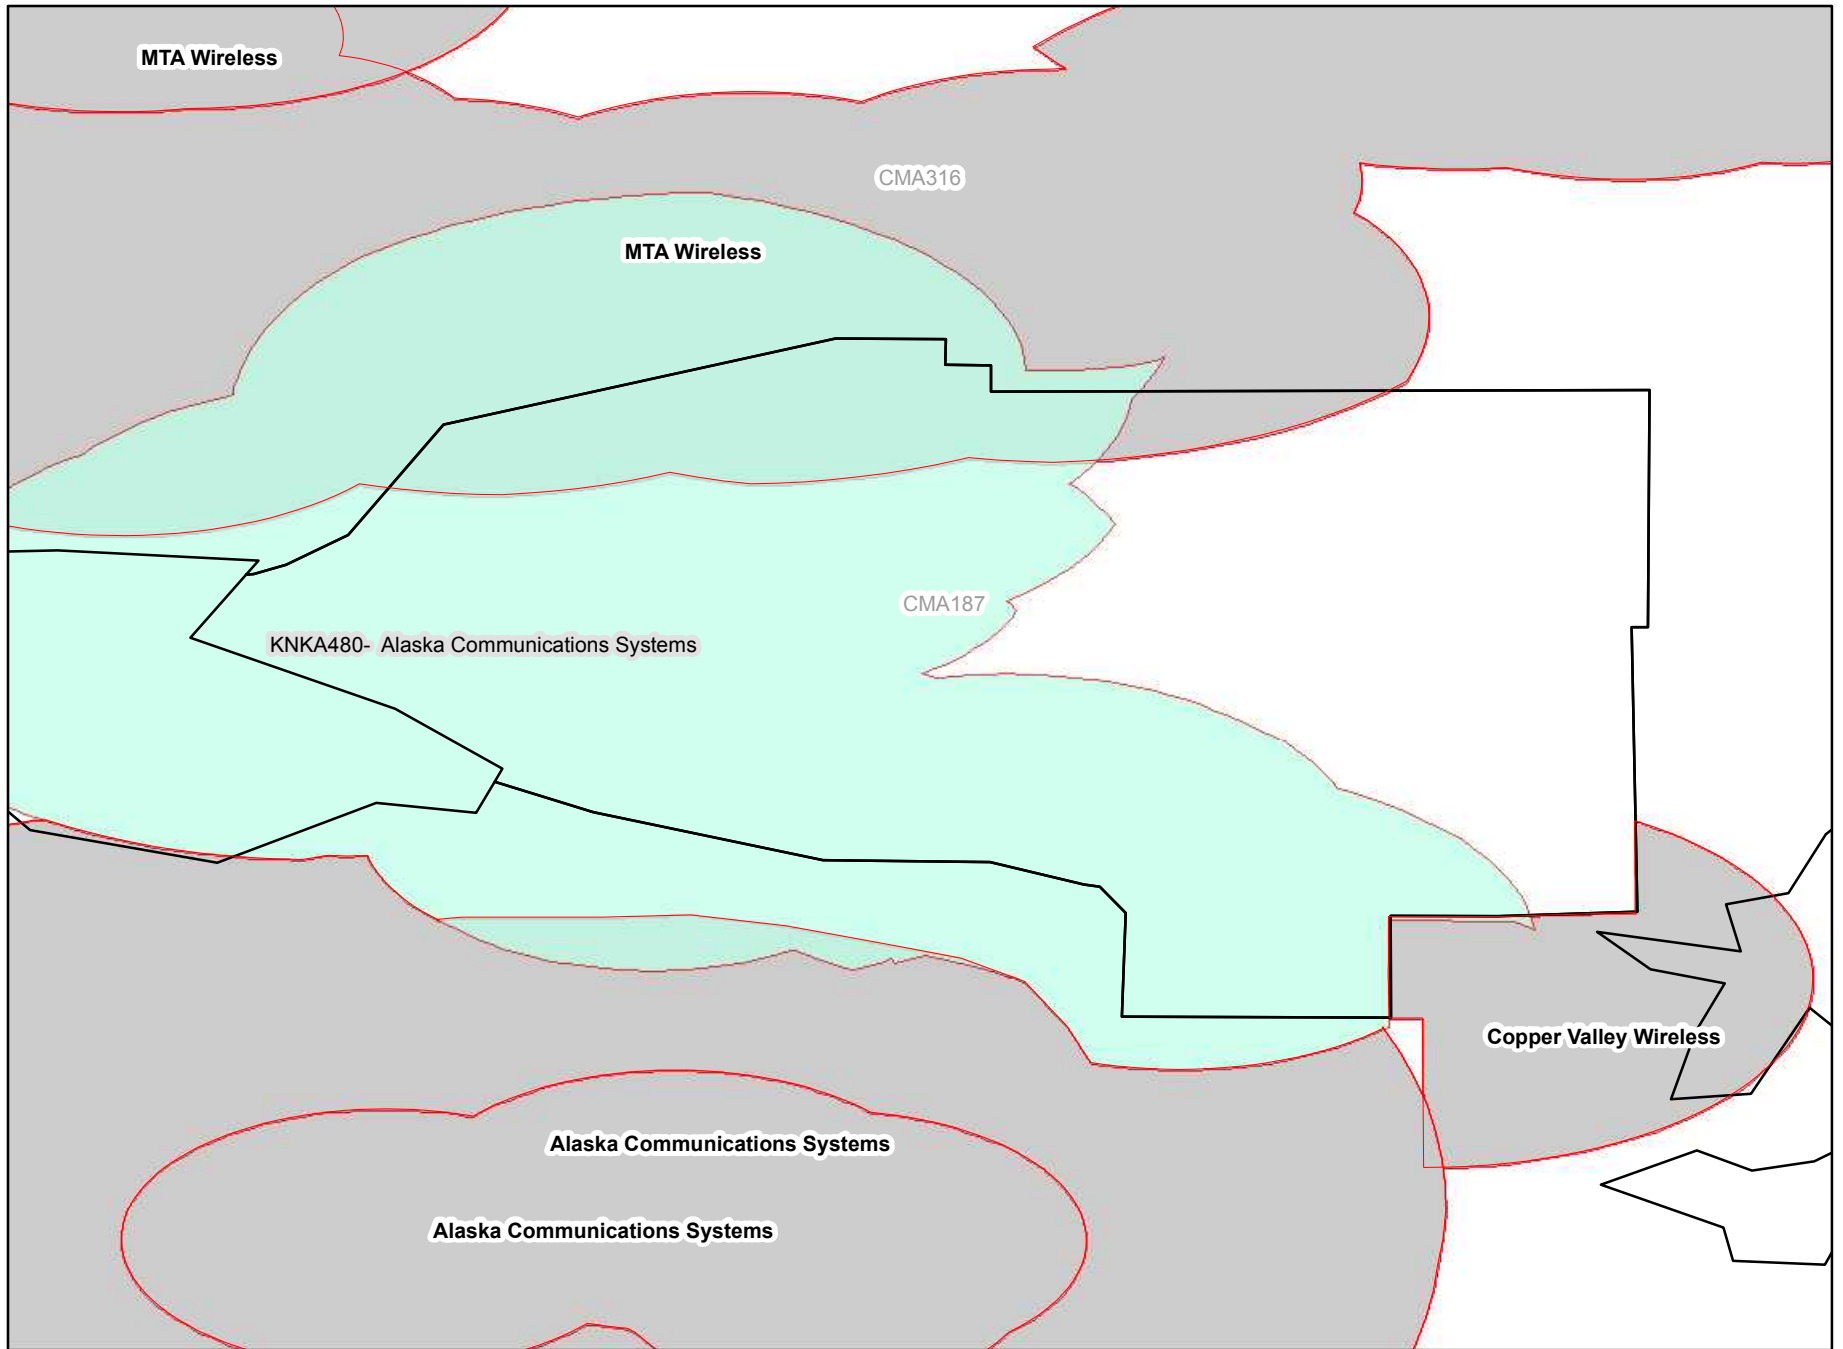 MTA Wireless
CMA316
MTA Wireless
CMA187
KNKA480-  Alaska Communications Systems
Copper Valley Wireless
Alaska Communications Systems
Alaska Communications Systems